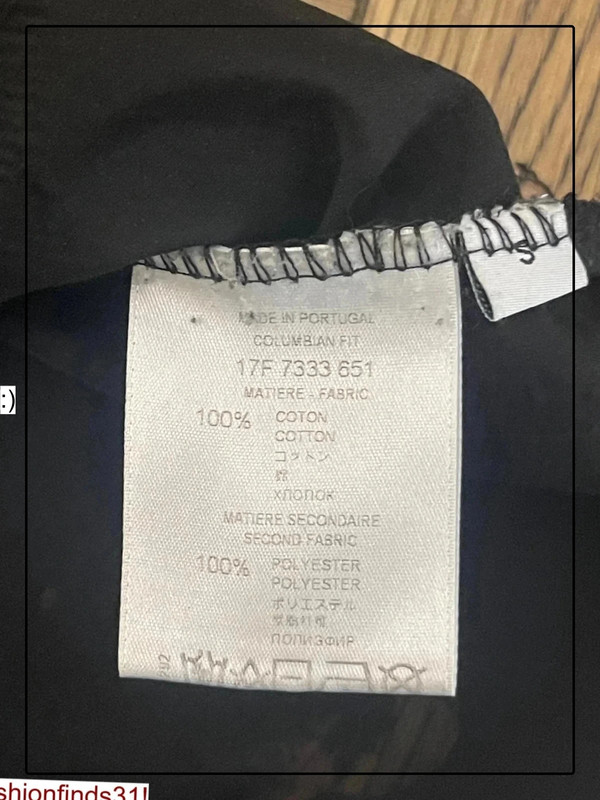 S
MADE IN PORTUGAL
COLUMBIAN FIT
17F 7333 651
MATIERE - FABRIC
100% COTON
COTTON
コットン
棉
ХЛОПОК
MATIERE SECONDAIRE
SECOND FABRIC
100% POLYESTER
POLYESTER
ポリエステル
ПОЛИЭФИР
:)
shionfinds31!